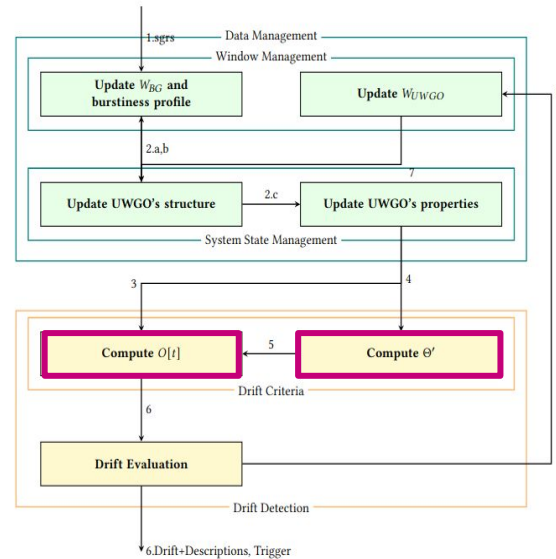 1.sgrs
Data Management
Window Management
Update W_BG and
burstiness profile
Update W_UWGO
2.a,b
7
Update UWGO's structure
2.c
Update UWGO's properties
System State Management
3
4
Compute O[t]
5
Compute Θ′
Drift Criteria
6
Drift Evaluation
Drift Detection
6.Drift+Descriptions, Trigger